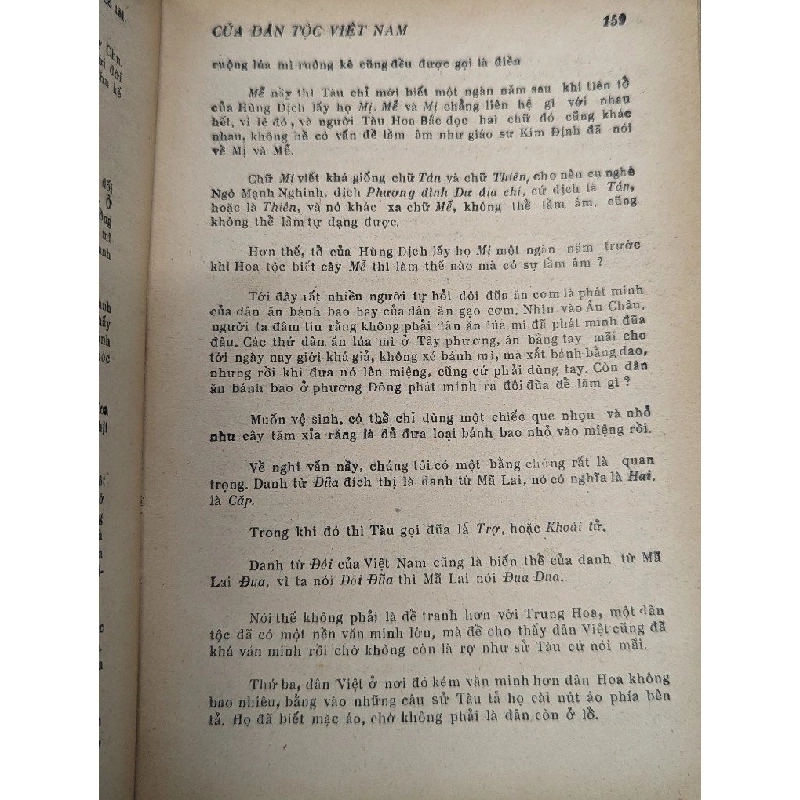 CỦA DÂN TỘC VIỆT NAM 159
ruộng lúa mì ruộng kê cũng đều được gọi là điền
Mễ nầy thì Tàu chỉ mới biết một ngàn năm sau khi tiên tổ
của Hùng Dịch lấy họ Mị. Mễ và Mị chẳng liên hệ gì với nhau
hết, vì lẽ đó, và người Tàu Hoa Bắc đọc hai chữ đó cũng khác
nhau, không hề có vấn đề lầm âm như giáo sư Kim Định đã nói
về Mị và Mễ.
Chữ Mị viết khá giống chữ Tán và chữ Thiên, cho nên cụ nghè
Ngô Mạnh Nghinh, dịch Phương đình Dư địa chí, cứ dịch là Tán,
hoặc là Thiên, và nó khác xa chữ Mễ, không thể lầm âm, cũng
không thể lầm tự dạng được.
Hơn thế, tổ của Hùng Dịch lấy họ Mị một ngàn năm trước
khi Hoa tộc biết cây Mễ thì làm thế nào mà có sự lầm âm ?
Tới đây rất nhiều người tự hỏi đôi đũa ăn cơm là phát minh
của dân ăn bánh bao hay của dân ăn gạo cơm. Nhìn vào Âu Châu,
người ta đâm tin rằng không phải dân ăn lúa mì đã phát minh đũa
đâu. Các thứ dân ăn lúa mì ở Tây phương, ăn bằng tay mãi cho
tới ngày nay giới khá giả, không xé bánh mì, mà xắt bánh bằng dao,
nhưng rồi khi đưa nó lên miệng, cũng cứ phải dùng tay. Còn dân
ăn bánh bao ở phương Đông phát minh ra đôi đũa để làm gì ?
Muốn vệ sinh, có thể chỉ dùng một chiếc que nhọn và nhỏ
như cây tăm xỉa răng là đủ đưa loại bánh bao nhỏ vào miệng rồi.
Về nghi vấn nầy, chúng tôi có một bằng chứng rất là quan
trọng. Danh từ Đũa đích thị là danh từ Mã Lai, nó có nghĩa là Hai,
là Cặp.
Trong khi đó thì Tàu gọi đũa là Trợ, hoặc Khoái tử.
Danh từ Đôi của Việt Nam cũng là biến thể của danh từ Mã
Lai Đua, vì ta nói Đôi Đũa thì Mã Lai nói Đua Đua.
Nói thế không phải là để tranh hơn với Trung Hoa, một dân
tộc đã có một nền văn minh lớn, mà để cho thấy dân Việt cũng đã
khá văn minh rồi chớ không còn là rợ như sử Tàu cứ nói mãi.
Thứ ba, dân Việt ở nơi đó kém văn minh hơn dân Hoa không
bao nhiêu, bằng vào những câu sử Tàu tả họ cài nút áo phía bên
tả. Họ đã biết mặc áo, chớ không phải là dân còn ở lỗ.